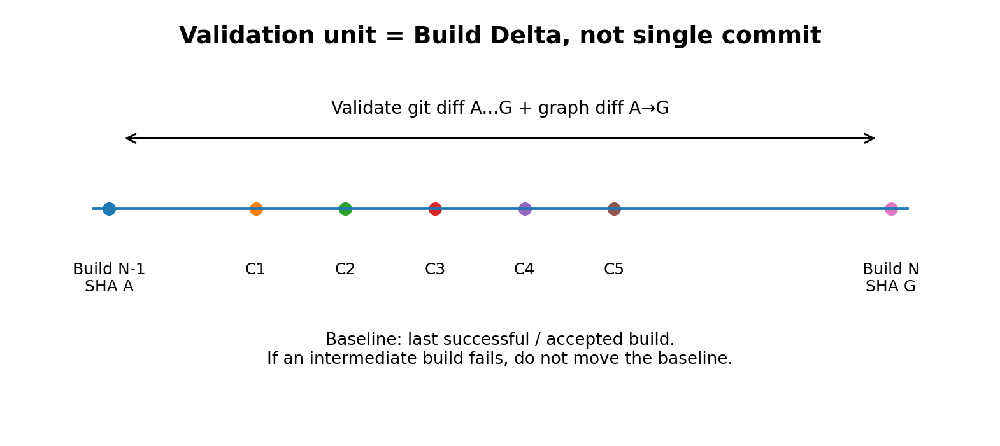 Validation unit = Build Delta, not single commit
Validate git diff A...G + graph diff A→G
Build N-1
SHA A
C1
C2
C3
C4
C5
Build N
SHA G
Baseline: last successful / accepted build.
If an intermediate build fails, do not move the baseline.